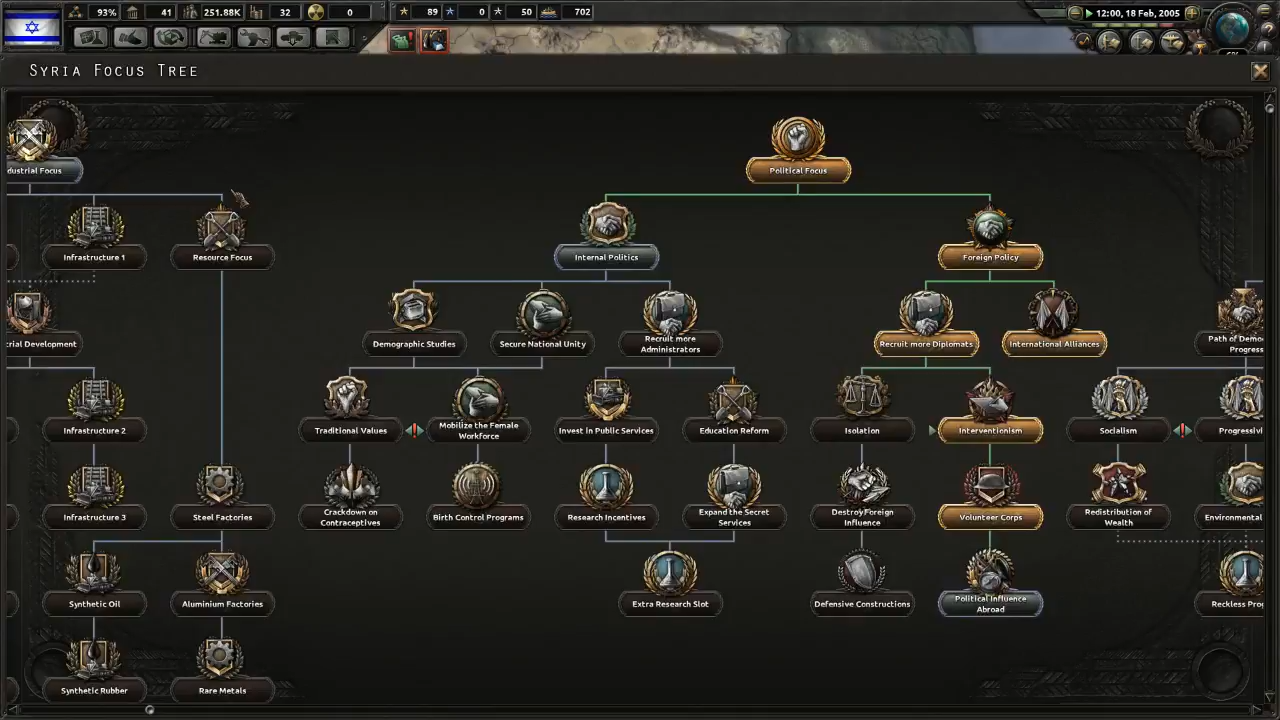 93%
41
251.88K
32
0
89
0
50
702
12:00, 18 Feb, 2005
Syria Focus Tree
Political Focus
dustrial Focus
Infrastructure 1
Resource Focus
Internal Politics
Foreign Policy
trial Development
Demographic Studies
Secure National Unity
Recruit more
Administrators
Recruit more Diplomats
International Alliances
Path of Demo
Progress
Infrastructure 2
Traditional Values
Mobilize the Female
Workforce
Invest in Public Services
Education Reform
Isolation
Interventionism
Socialism
Progressivi
Infrastructure 3
Steel Factories
Crackdown on
Contraceptives
Birth Control Programs
Research Incentives
Expand the Secret
Services
Destroy Foreign
Influence
Volunteer Corps
Redistribution of
Wealth
Environmental
Synthetic Oil
Aluminium Factories
Extra Research Slot
Defensive Constructions
Political Influence
Abroad
Reckless Prog
Synthetic Rubber
Rare Metals